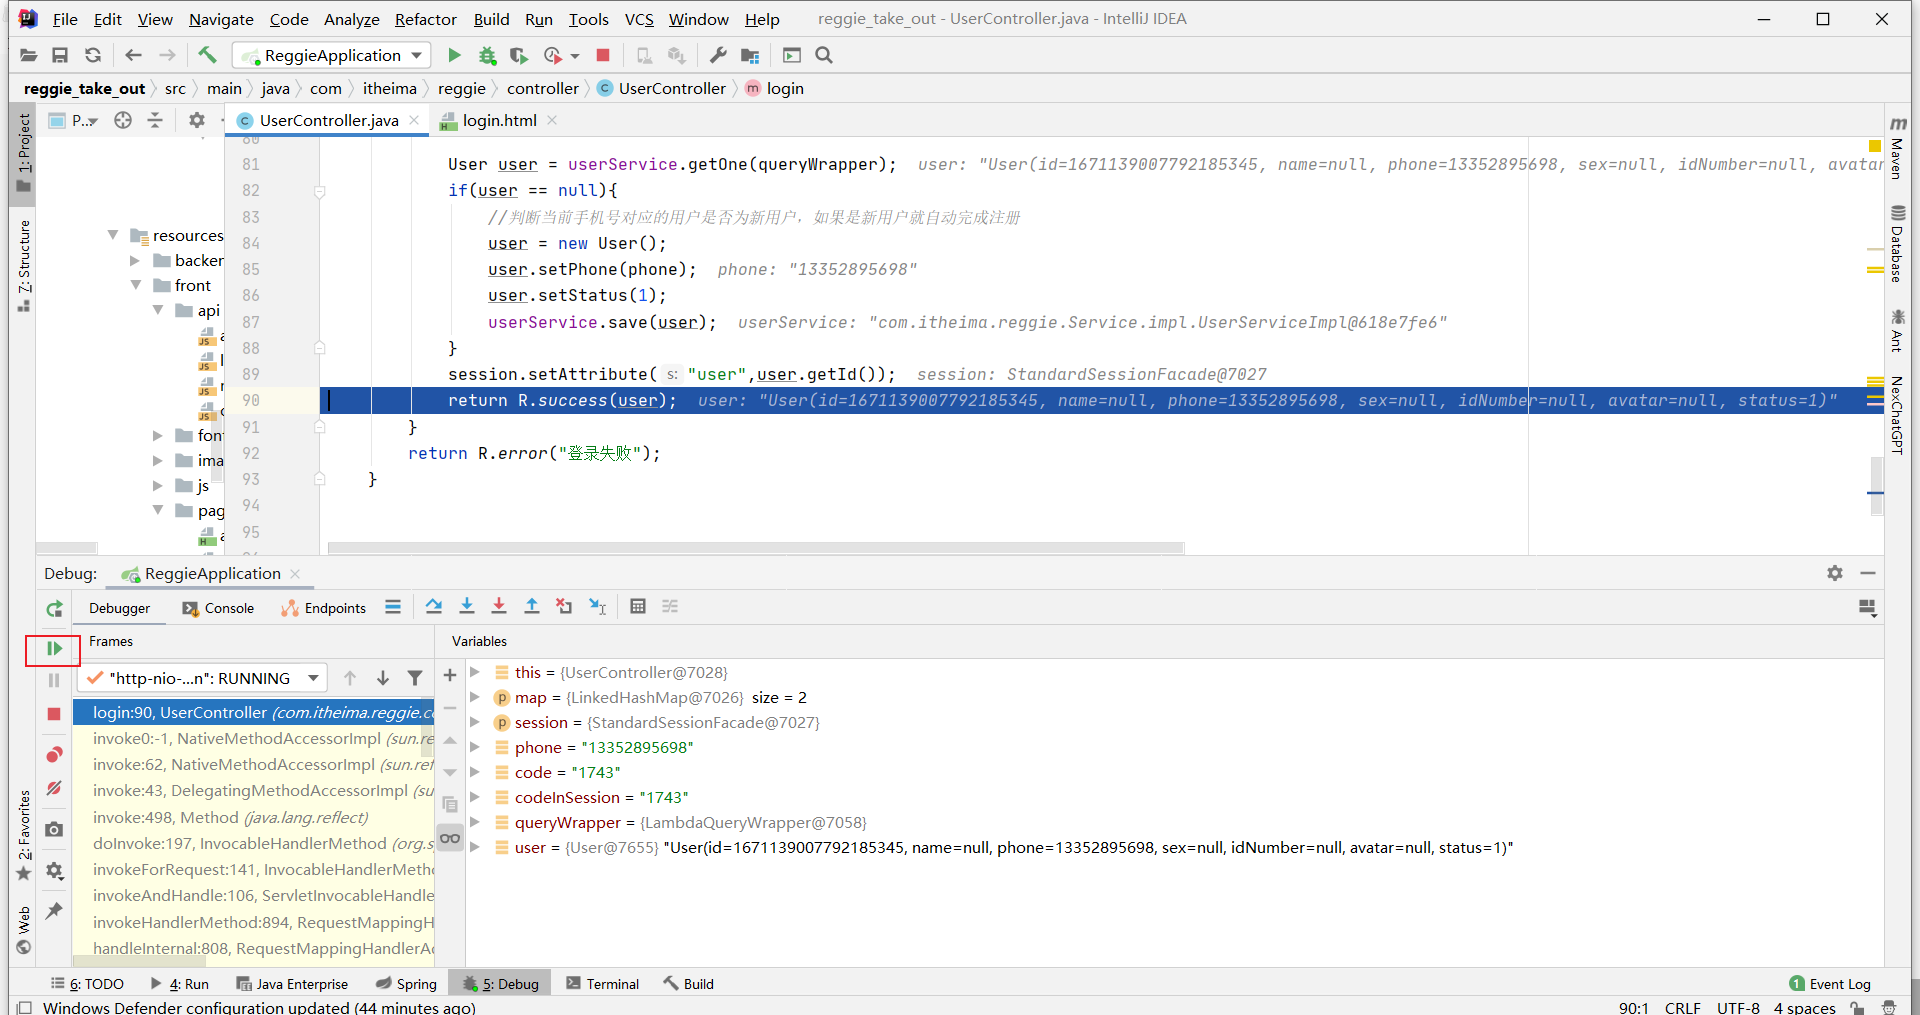 File Edit View Navigate Code Analyze Refactor Build Run Tools VCS Window Help reggie_take_out - UserController.java - IntelliJ IDEA
ReggieApplication
reggie_take_out src main java com itheima reggie controller C UserController m login
P... C UserController.java login.html
1: Project
Z: Structure
2: Favorites
Web
resources
backer
front
api
JS
JS
JS
JS
fon
ima
js
pag
H
80
81 User user = userService.getOne(queryWrapper); user: "User(id=1671139007792185345, name=null, phone=13352895698, sex=null, idNumber=null, avatar
82 if(user == null){
83 //判断当前手机号对应的用户是否为新用户，如果是新用户就自动完成注册
84 user = new User();
85 user.setPhone(phone); phone: "13352895698"
86 user.setStatus(1);
87 userService.save(user); userService: "com.itheima.reggie.Service.impl.UserServiceImpl@618e7fe6"
88 }
89 session.setAttribute( s: "user",user.getId()); session: StandardSessionFacade@7027
90 return R.success(user); user: "User(id=1671139007792185345, name=null, phone=13352895698, sex=null, idNumber=null, avatar=null, status=1)"
91 }
92 return R.error("登录失败");
93 }
94
95
m Maven
Database
Ant
NexChatGPT
Debug: ReggieApplication
Debugger Console Endpoints
Frames Variables
"http-nio-...n": RUNNING
login:90, UserController (com.itheima.reggie.co
invoke0:-1, NativeMethodAccessorImpl (sun.re
invoke:62, NativeMethodAccessorImpl (sun.ref
invoke:43, DelegatingMethodAccessorImpl (su
invoke:498, Method (java.lang.reflect)
doInvoke:197, InvocableHandlerMethod (org.s
invokeForRequest:141, InvocableHandlerMetho
invokeAndHandle:106, ServletInvocableHandle
invokeHandlerMethod:894, RequestMappingH
handleInternal:808, RequestMappingHandlerAc
this = {UserController@7028}
p map = {LinkedHashMap@7026} size = 2
p session = {StandardSessionFacade@7027}
phone = "13352895698"
code = "1743"
codeInSession = "1743"
queryWrapper = {LambdaQueryWrapper@7058}
user = {User@7655} "User(id=1671139007792185345, name=null, phone=13352895698, sex=null, idNumber=null, avatar=null, status=1)"
6: TODO 4: Run Java Enterprise Spring 5: Debug Terminal Build 1 Event Log
Windows Defender configuration updated (44 minutes ago) 90:1 CRLF UTF-8 4 spaces